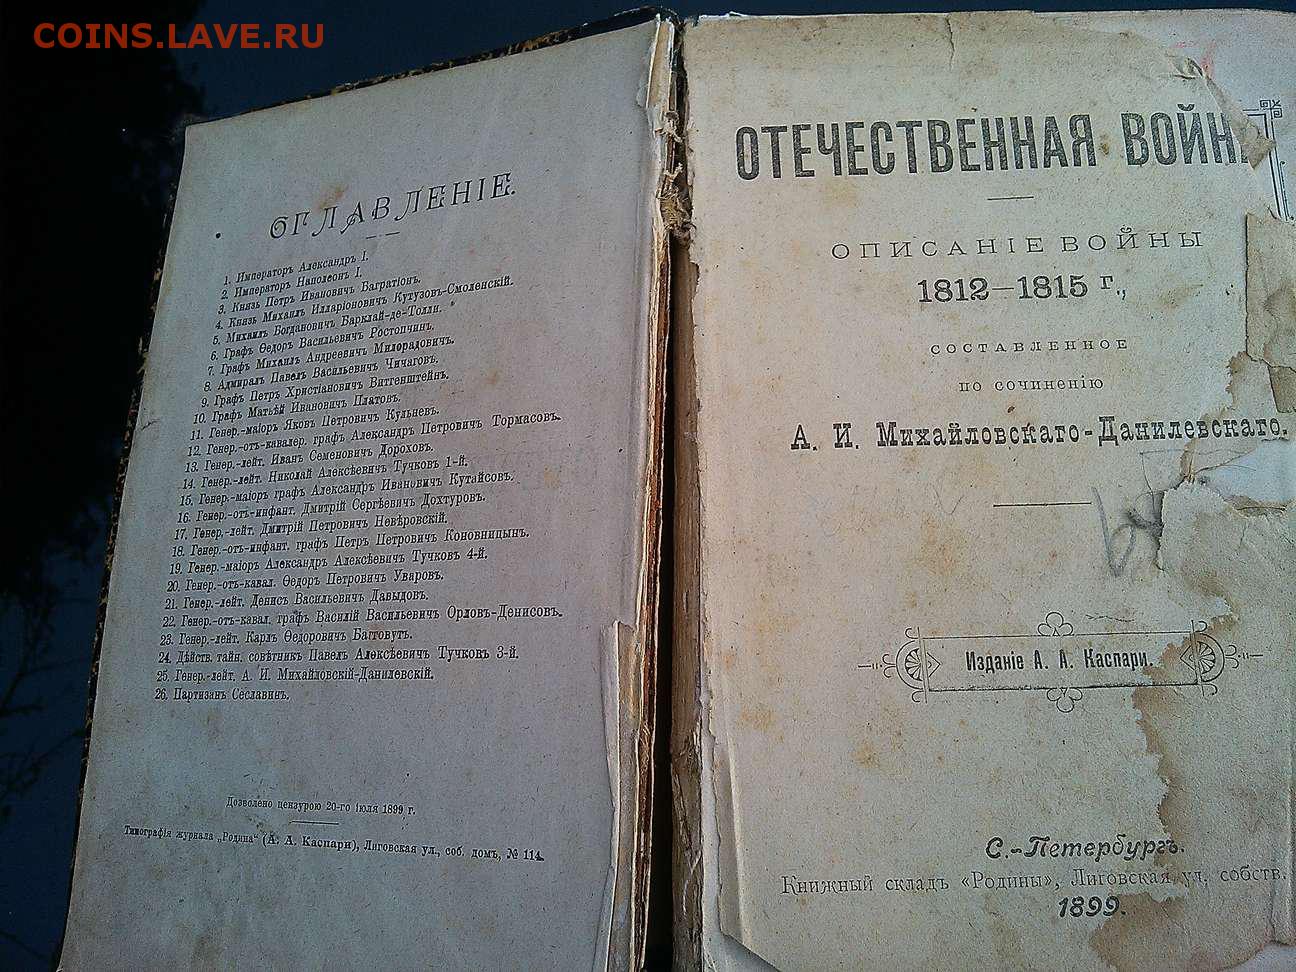 COINS.LAVE.RU
ОГЛАВЛЕНІЕ.
1. Императоръ Александръ I.
2. Императоръ Наполеонъ I.
3. Князь Петръ Ивановичъ Багратіонъ.
4. Князь Михаилъ Илларіоновичъ Кутузовъ-Смоленскій.
5. Михаилъ Богдановичъ Барклай-де-Толли.
6. Графъ Ѳедоръ Васильевичъ Ростопчинъ.
7. Графъ Михаилъ Андреевичъ Милорадовичъ.
8. Адмиралъ Павелъ Васильевичъ Чичаговъ.
9. Графъ Петръ Христіановичъ Витгенштейнъ.
10. Графъ Матвѣй Ивановичъ Платовъ.
11. Генер.-маіоръ Яковъ Петровичъ Кульневъ.
12. Генер.-отъ-кавалер. графъ Александръ Петровичъ Тормасовъ.
13. Генер.-лейт. Иванъ Семеновичъ Дороховъ.
14. Генер.-лейт. Николай Алексѣевичъ Тучковъ 1-й.
15. Генер.-маіоръ графъ Александръ Ивановичъ Кутайсовъ.
16. Генер.-отъ-инфант. Дмитрій Сергѣевичъ Дохтуровъ.
17. Генер.-лейт. Дмитрій Петровичъ Невѣровскій.
18. Генер.-отъ-инфант. графъ Петръ Петровичъ Коновницынъ.
19. Генер.-маіоръ Александръ Алексѣевичъ Тучковъ 4-й.
20. Генер.-отъ-кавал. Ѳедоръ Петровичъ Уваровъ.
21. Генер.-лейт. Денисъ Васильевичъ Давыдовъ.
22. Генер.-отъ-кавал. графъ Василій Васильевичъ Орловъ-Денисовъ.
23. Генер.-лейт. Карлъ Ѳедоровичъ Багговутъ.
24. Дѣйств. тайн. совѣтникъ Павелъ Алексѣевичъ Тучковъ 3-й.
25. Генер.-лейт. А. И. Михайловскій-Данилевскій.
26. Партизанъ Сеславинъ.
Дозволено цензурою 20-го іюля 1899 г.
Типографія журнала „Родина“ (А. А. Каспари), Лиговская ул., соб. домъ, № 114.
ОТЕЧЕСТВЕННАЯ ВОЙН
ОПИСАНІЕ ВОЙНЫ
1812—1815 г.,
СОСТАВЛЕННОЕ
ПО СОЧИНЕНІЮ
А. И. Михайловскаго-Данилевскаго.
Изданіе А. А. Каспари.
С.-Петербургъ.
Книжный складъ «Родины», Лиговская ул. собств.
1899.